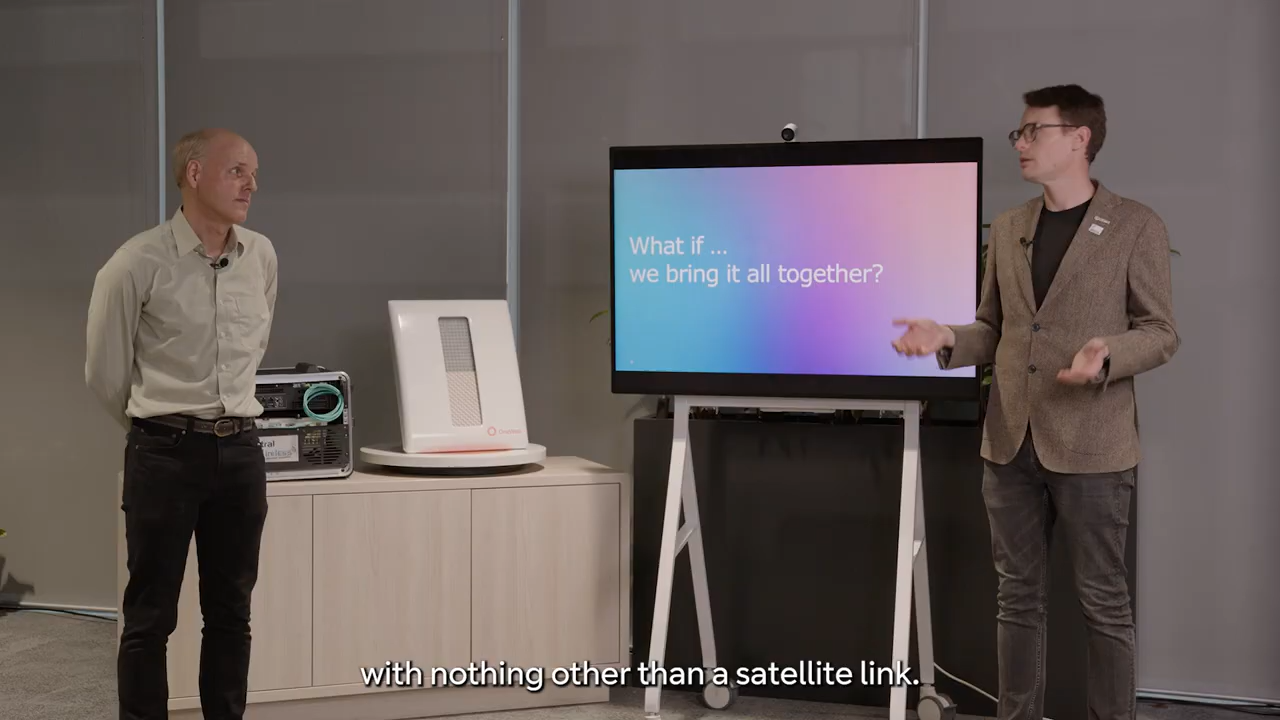 What if ...
we bring it all together?
with nothing other than a satellite link.